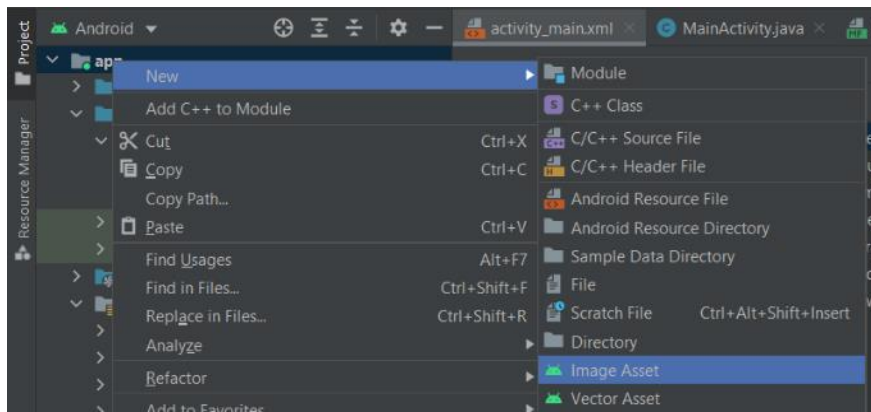 Project
Resource Manager
Android
activity_main.xml
MainActivity.java
MF
app
New
Add C++ to Module
Cut Ctrl+X
Copy Ctrl+C
Copy Path...
Paste Ctrl+V
Find Usages Alt+F7
Find in Files... Ctrl+Shift+F
Replace in Files... Ctrl+Shift+R
Analyze
Refactor
Add to Favorites
Module
S C++ Class
C/C++ Source File
C/C++ Header File
Android Resource File
Android Resource Directory
Sample Data Directory
File
Scratch File Ctrl+Alt+Shift+Insert
Directory
Image Asset
Vector Asset